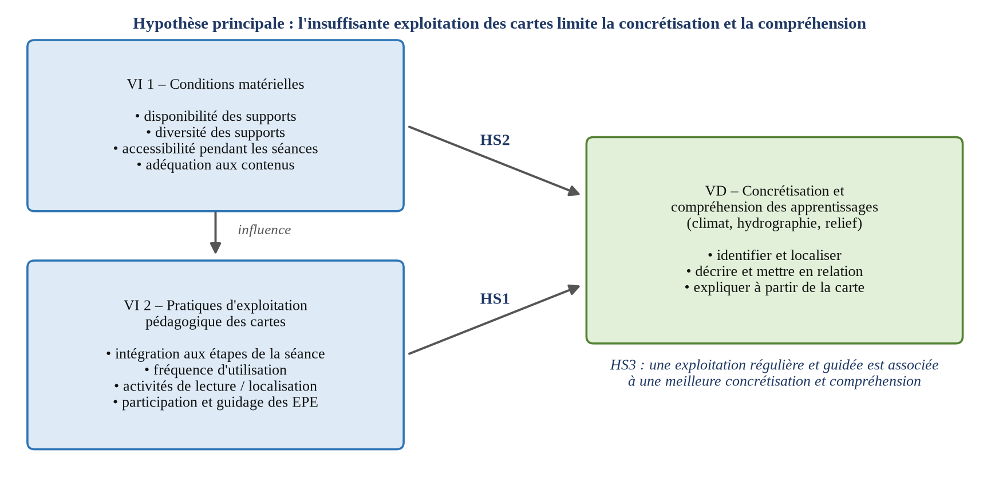 Hypothèse principale : l'insuffisante exploitation des cartes limite la concrétisation et la compréhension
VI 1 – Conditions matérielles
• disponibilité des supports
• diversité des supports
• accessibilité pendant les séances
• adéquation aux contenus
influence
VI 2 – Pratiques d'exploitation
pédagogique des cartes
• intégration aux étapes de la séance
• fréquence d'utilisation
• activités de lecture / localisation
• participation et guidage des EPE
HS2
HS1
VD – Concrétisation et
compréhension des apprentissages
(climat, hydrographie, relief)
• identifier et localiser
• décrire et mettre en relation
• expliquer à partir de la carte
HS3 : une exploitation régulière et guidée est associée
à une meilleure concrétisation et compréhension